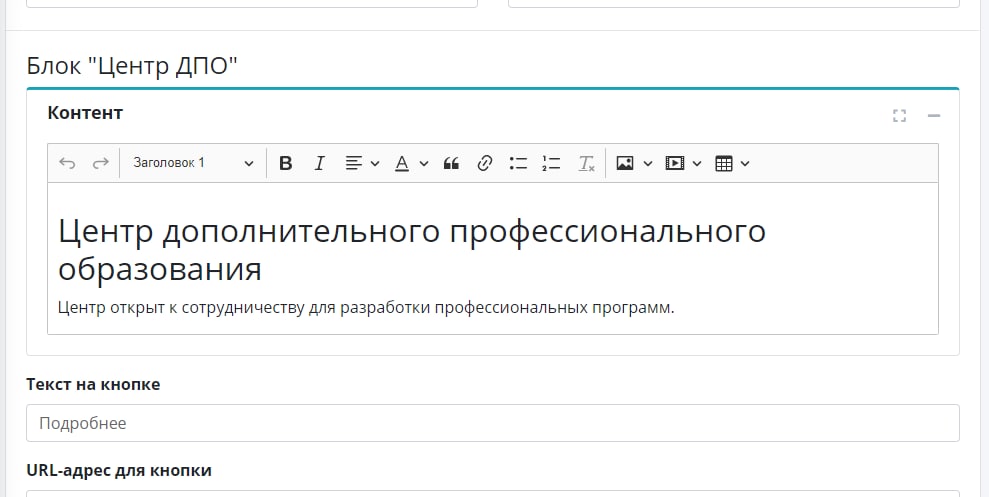 Блок "Центр ДПО"
Контент
Заголовок 1
Центр дополнительного профессионального
образования
Центр открыт к сотрудничеству для разработки профессиональных программ.
Текст на кнопке
Подробнее
URL-адрес для кнопки